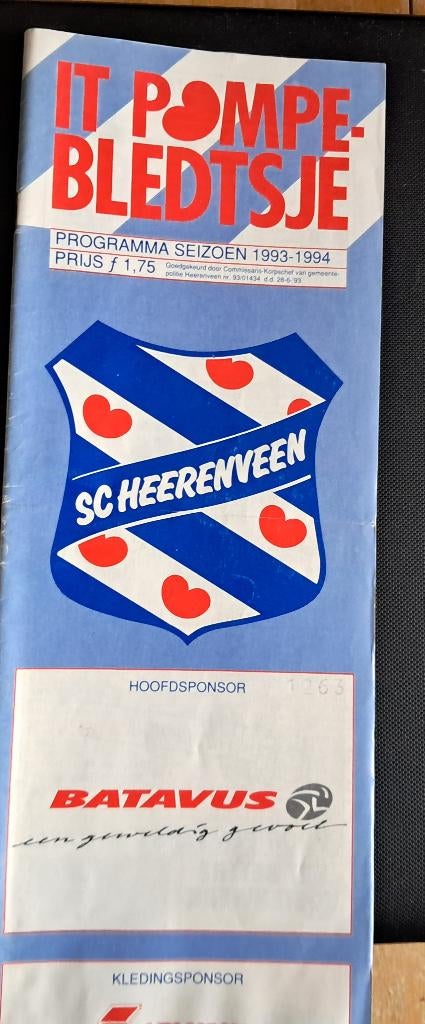 IT POMPE-
BLEDTSJE
PROGRAMMA SEIZOEN 1993-1994
PRIJS ƒ 1,75
Goedgekeurd door Commissaris-Korpschef van gemeente-
politie Heerenveen nr. 93/01434 d.d. 28-6-'93
SC HEERENVEEN
HOOFDSPONSOR
1263
BATAVUS
een geweldig gevoel
KLEDINGSPONSOR